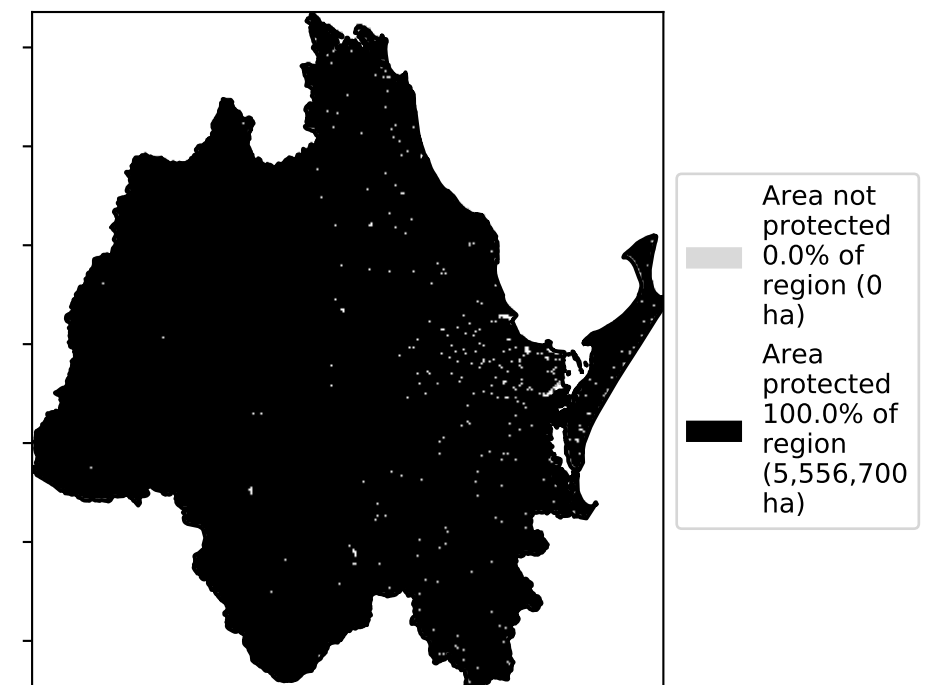 Area not
protected
0.0% of
region (0
ha)
Area
protected
100.0% of
region
(5,556,700
ha)